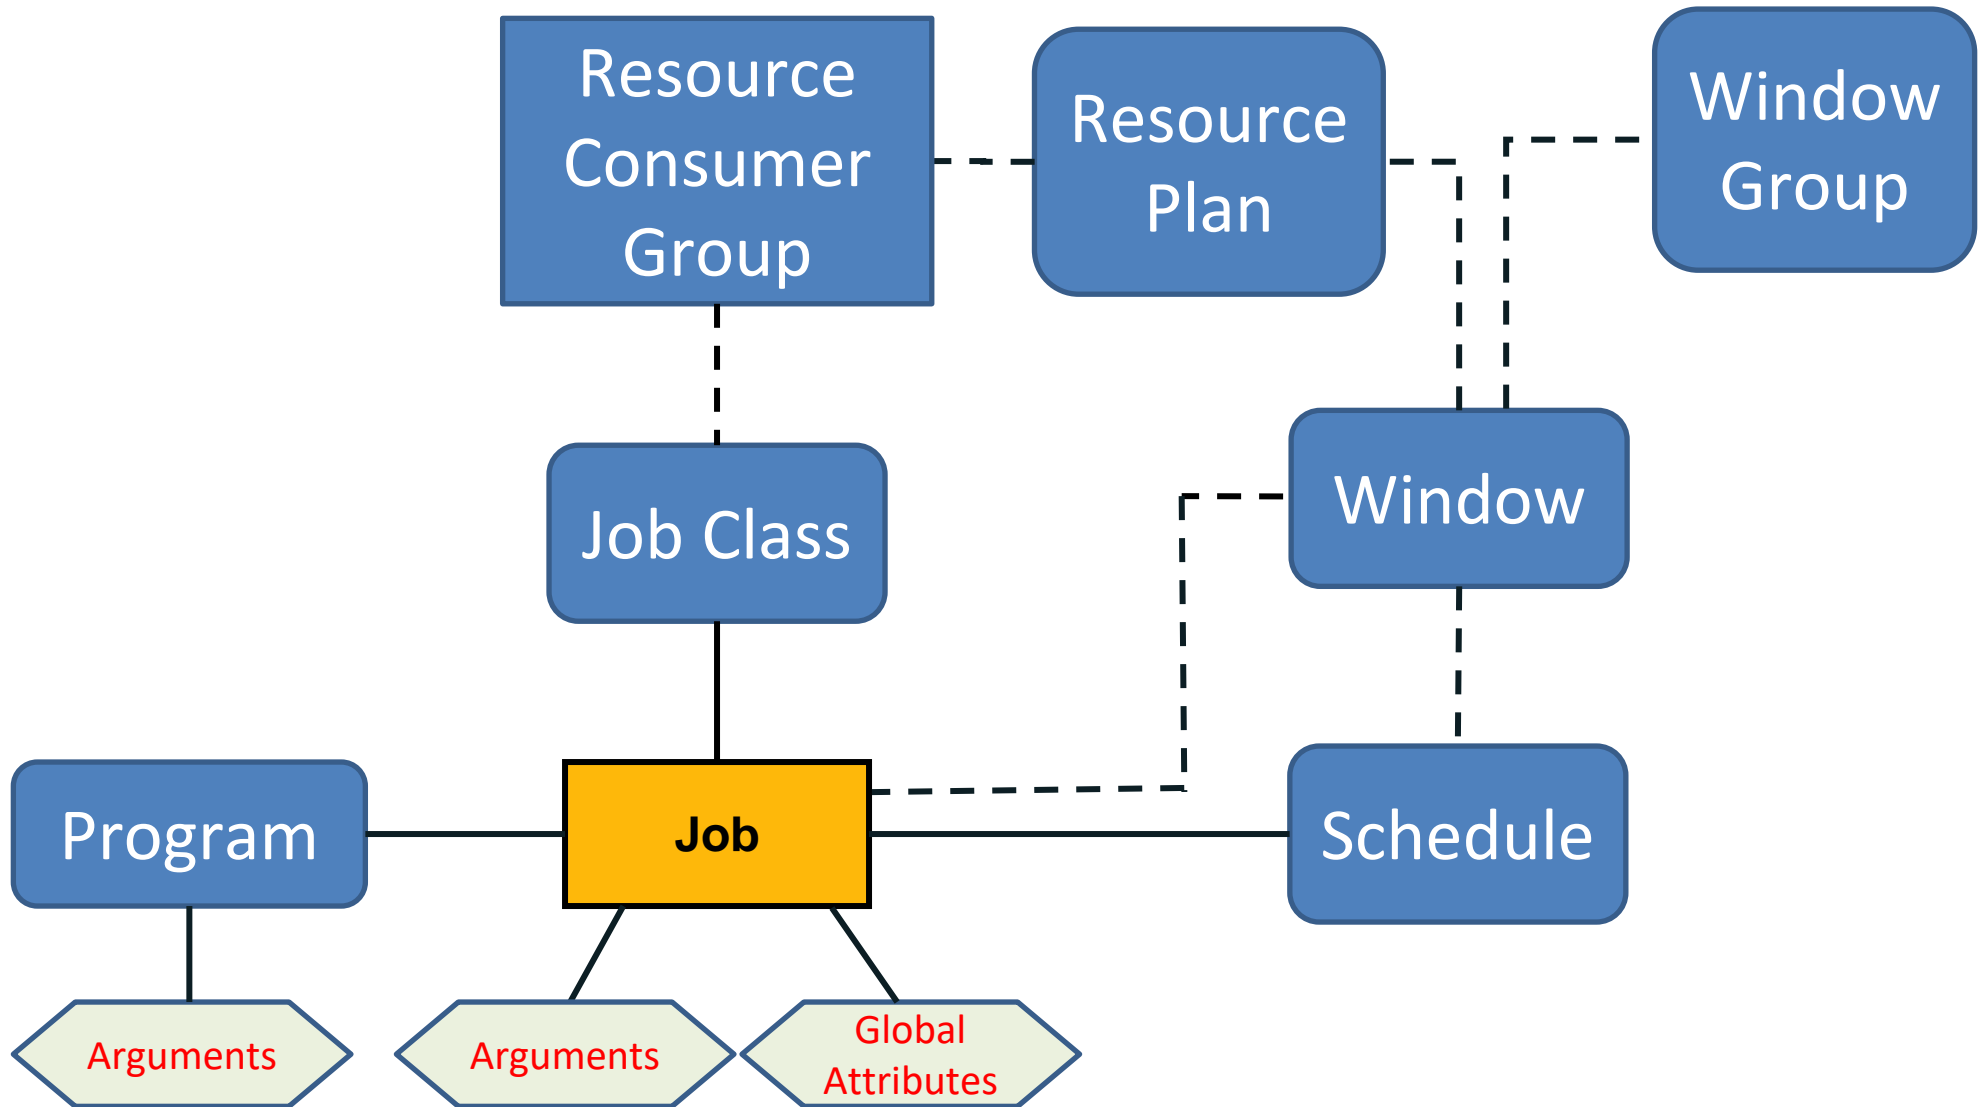 Resource
Consumer
Group
Resource
Plan
Window
Group
Job Class
Window
Program
Job
Schedule
Arguments
Arguments
Global
Attributes